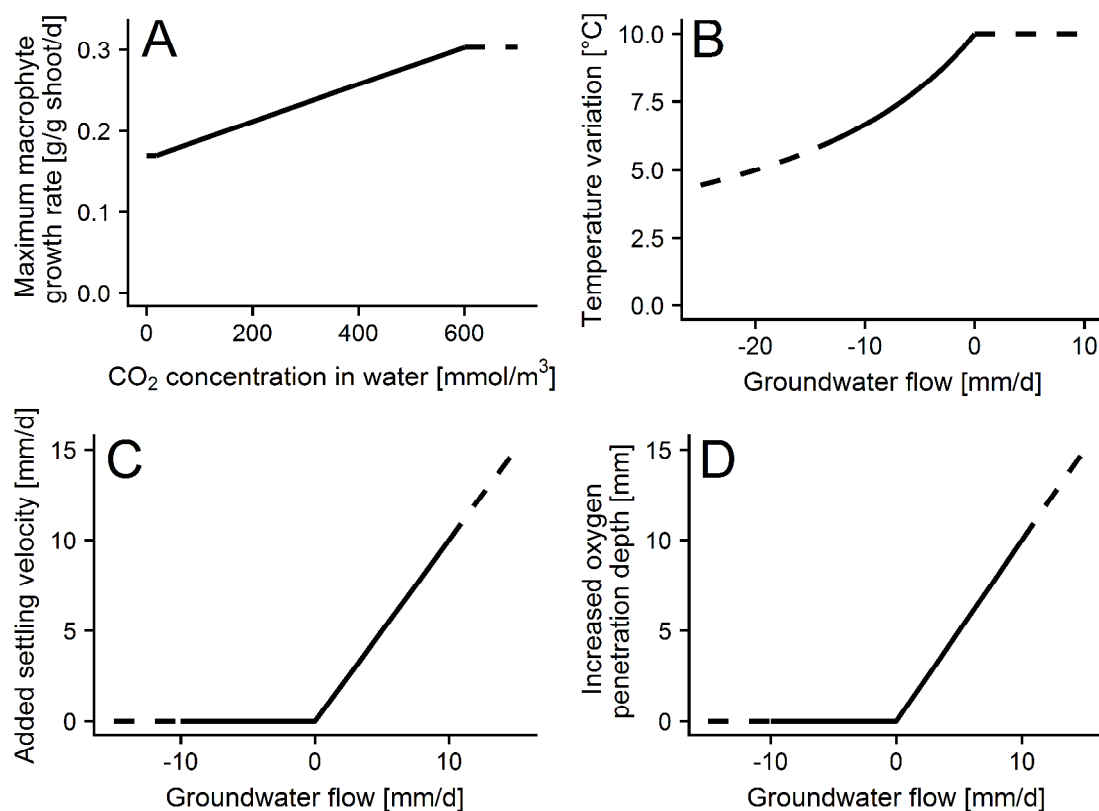 A
Maximum macrophyte
growth rate [g/g shoot/d]
0.3
0.2
0.1
0.0
0 200 400 600
CO₂ concentration in water [mmol/m³]
B
Temperature variation [°C]
10.0
7.5
5.0
2.5
0.0
-20 -10 0 10
Groundwater flow [mm/d]
C
Added settling velocity [mm/d]
15
10
5
0
-10 0 10
Groundwater flow [mm/d]
D
Increased oxygen
penetration depth [mm]
15
10
5
0
-10 0 10
Groundwater flow [mm/d]